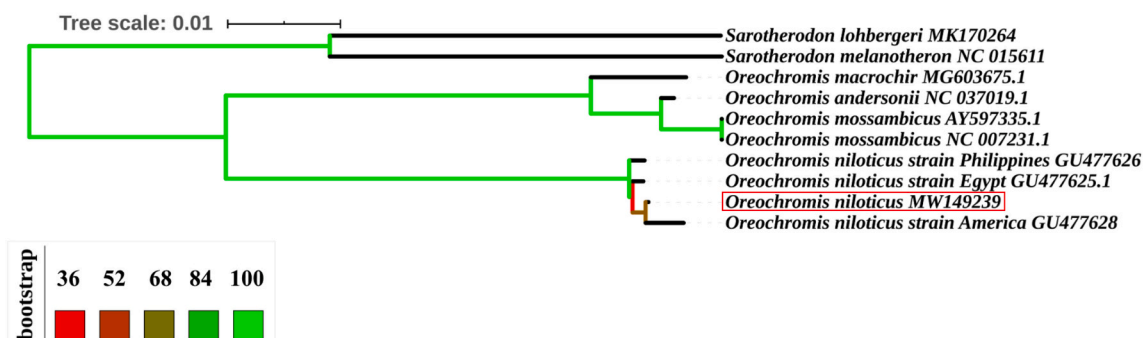 Tree scale: 0.01
Sarotherodon lohbergeri MK170264
Sarotherodon melanotheron NC 015611
Oreochromis macrochir MG603675.1
Oreochromis andersonii NC 037019.1
Oreochromis mossambicus AY597335.1
Oreochromis mossambicus NC 007231.1
Oreochromis niloticus strain Philippines GU477626
Oreochromis niloticus strain Egypt GU477625.1
Oreochromis niloticus MW149239
Oreochromis niloticus strain America GU477628
bootstrap
36 52 68 84 100